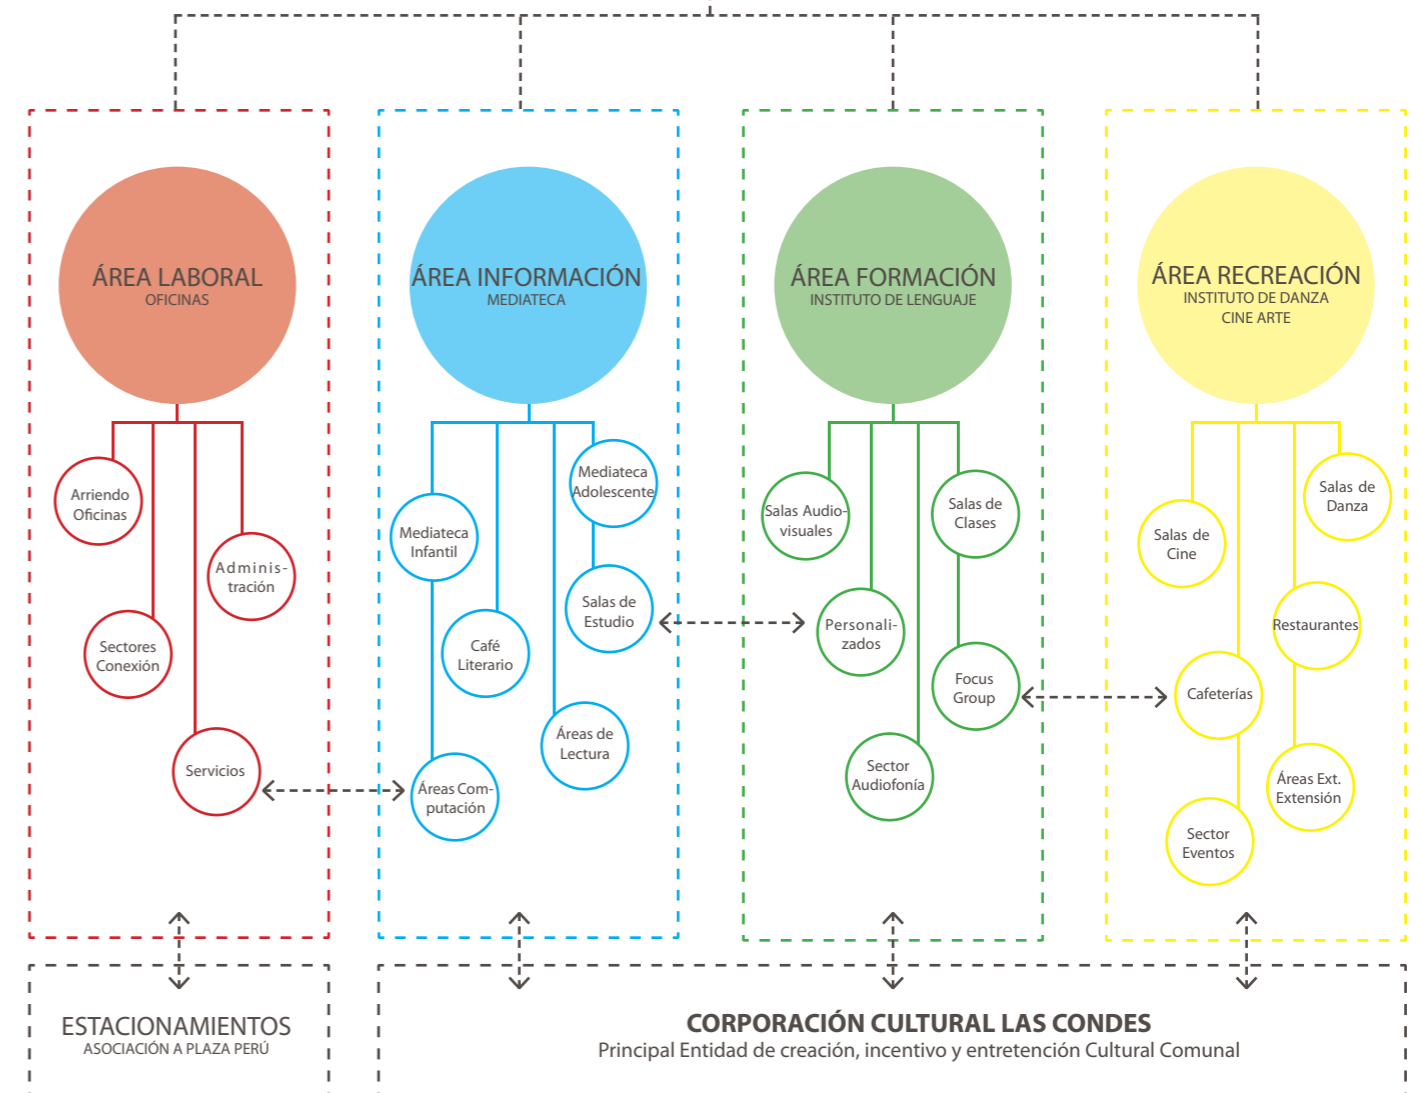 ÁREA LABORAL
OFICINAS
Arriendo
Oficinas
Adminis-
tración
Sectores
Conexión
Servicios
ÁREA INFORMACIÓN
MEDIATECA
Mediateca
Adolescente
Mediateca
Infantil
Salas de
Estudio
Café
Literario
Áreas de
Lectura
Áreas Com-
putación
ÁREA FORMACIÓN
INSTITUTO DE LENGUAJE
Salas Audio-
visuales
Salas de
Clases
Personali-
zados
Focus
Group
Sector
Audiofonía
ÁREA RECREACIÓN
INSTITUTO DE DANZA
CINE ARTE
Salas de
Danza
Salas de
Cine
Restaurantes
Cafeterías
Áreas Ext.
Extensión
Sector
Eventos
ESTACIONAMIENTOS
ASOCIACIÓN A PLAZA PERÚ
CORPORACIÓN CULTURAL LAS CONDES
Principal Entidad de creación, incentivo y entretención Cultural Comunal